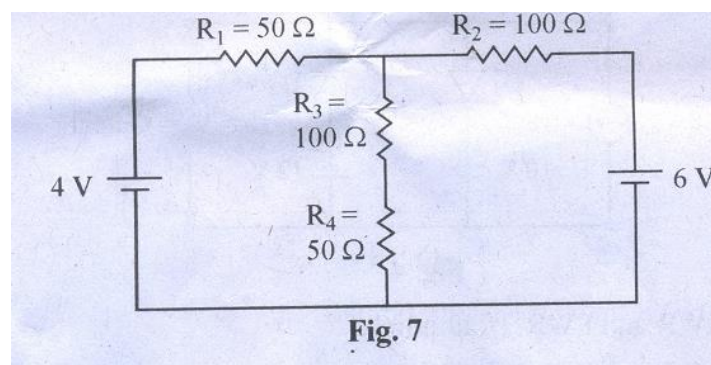 R₁ = 50 Ω
R₂ = 100 Ω
R₃ =
100 Ω
4 V
6 V
R₄ =
50 Ω
Fig. 7